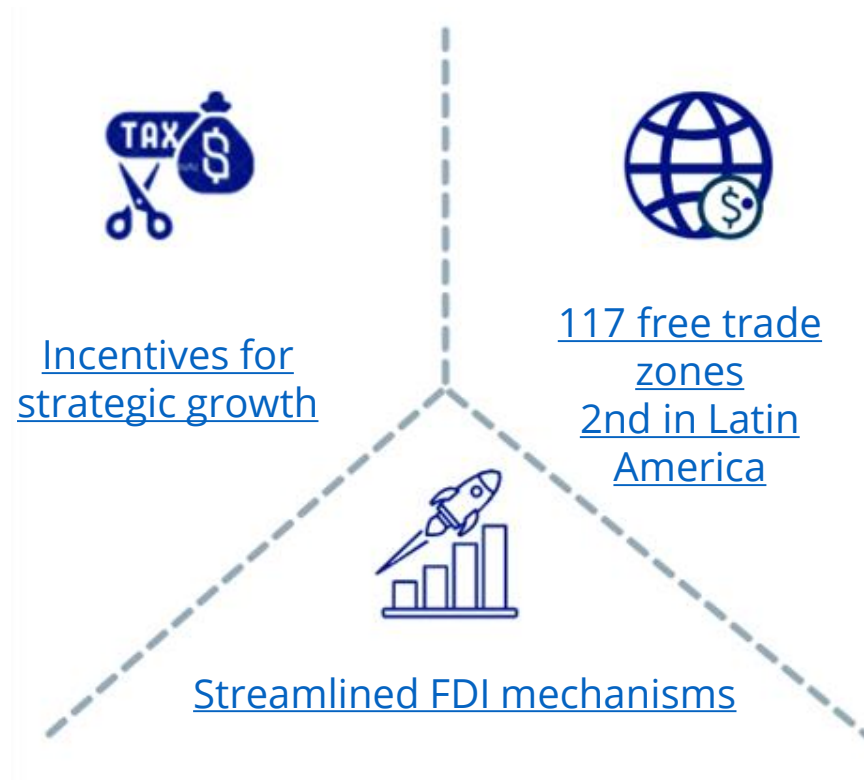 TAX
$
$
Incentives for
strategic growth
117 free trade
zones
2nd in Latin
America
Streamlined FDI mechanisms